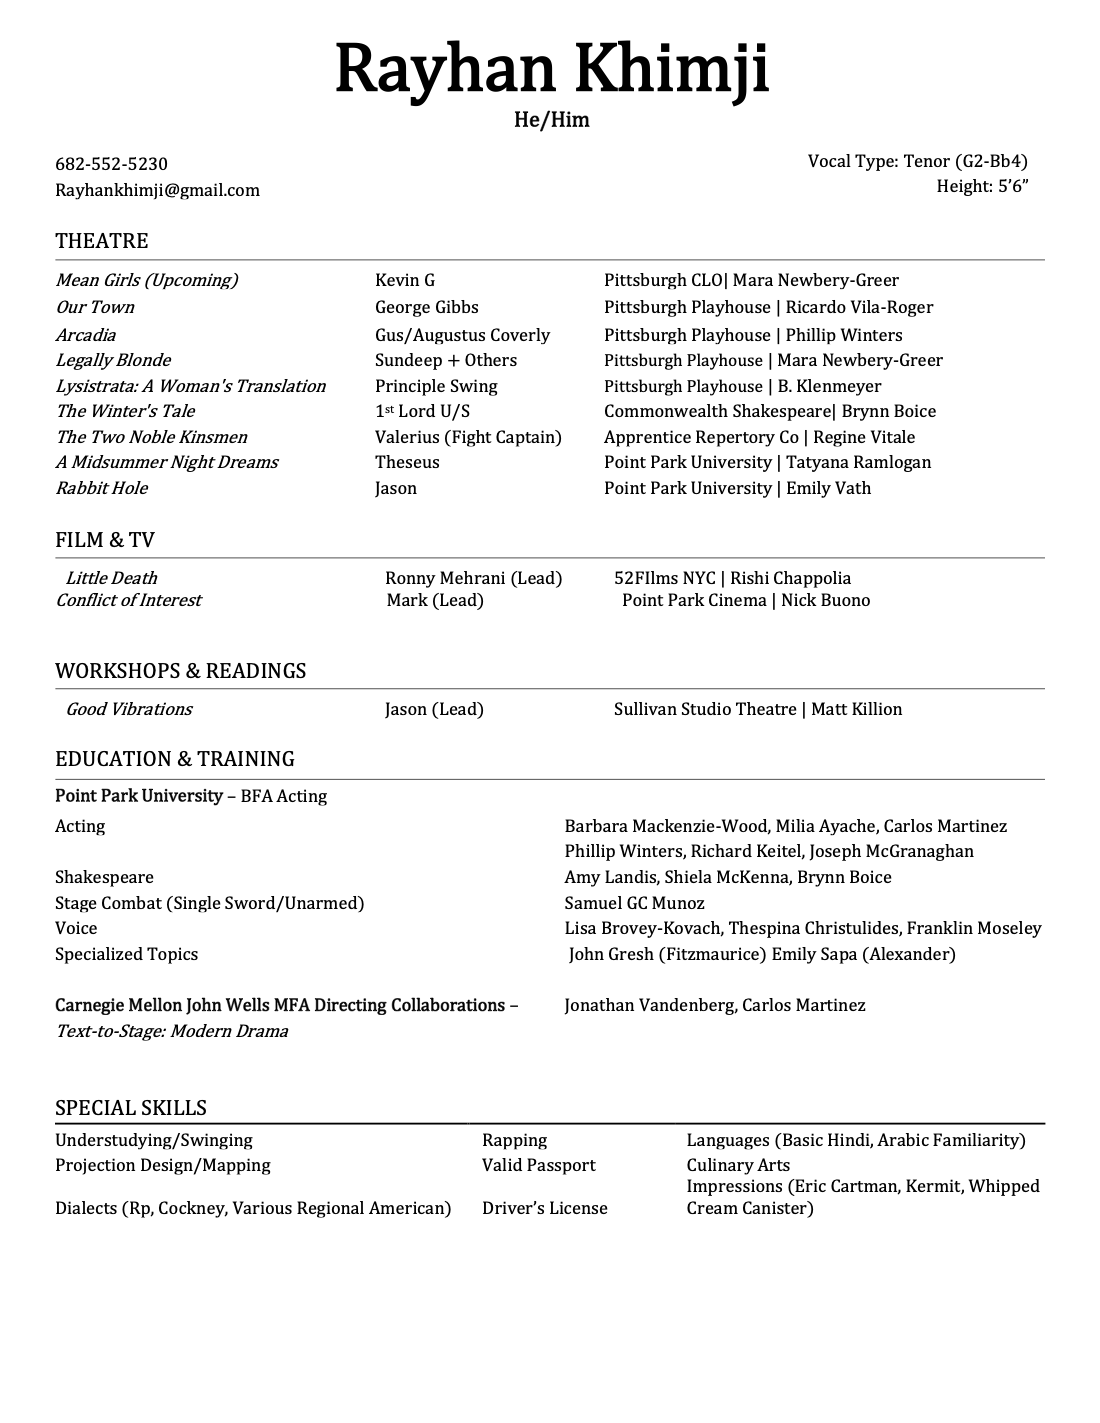 Rayhan Khimji
He/Him
682-552-5230
Vocal Type: Tenor (G2-Bb4)
Rayhankhimji@gmail.com
Height: 5’6”
THEATRE
Mean Girls (Upcoming) Kevin G Pittsburgh CLO| Mara Newbery-Greer
Our Town George Gibbs Pittsburgh Playhouse | Ricardo Vila-Roger
Arcadia Gus/Augustus Coverly Pittsburgh Playhouse | Phillip Winters
Legally Blonde Sundeep + Others Pittsburgh Playhouse | Mara Newbery-Greer
Lysistrata: A Woman's Translation Principle Swing Pittsburgh Playhouse | B. Klenmeyer
The Winter's Tale 1st Lord U/S Commonwealth Shakespeare| Brynn Boice
The Two Noble Kinsmen Valerius (Fight Captain) Apprentice Repertory Co | Regine Vitale
A Midsummer Night Dreams Theseus Point Park University | Tatyana Ramlogan
Rabbit Hole Jason Point Park University | Emily Vath
FILM & TV
Little Death Ronny Mehrani (Lead) 52FIlms NYC | Rishi Chappolia
Conflict of Interest Mark (Lead) Point Park Cinema | Nick Buono
WORKSHOPS & READINGS
Good Vibrations Jason (Lead) Sullivan Studio Theatre | Matt Killion
EDUCATION & TRAINING
Point Park University – BFA Acting
Acting Barbara Mackenzie-Wood, Milia Ayache, Carlos Martinez
Phillip Winters, Richard Keitel, Joseph McGranaghan
Shakespeare Amy Landis, Shiela McKenna, Brynn Boice
Stage Combat (Single Sword/Unarmed) Samuel GC Munoz
Voice Lisa Brovey-Kovach, Thespina Christulides, Franklin Moseley
Specialized Topics John Gresh (Fitzmaurice) Emily Sapa (Alexander)
Carnegie Mellon John Wells MFA Directing Collaborations – Jonathan Vandenberg, Carlos Martinez
Text-to-Stage: Modern Drama
SPECIAL SKILLS
Understudying/Swinging Rapping Languages (Basic Hindi, Arabic Familiarity)
Projection Design/Mapping Valid Passport Culinary Arts
Impressions (Eric Cartman, Kermit, Whipped
Dialects (Rp, Cockney, Various Regional American) Driver’s License Cream Canister)